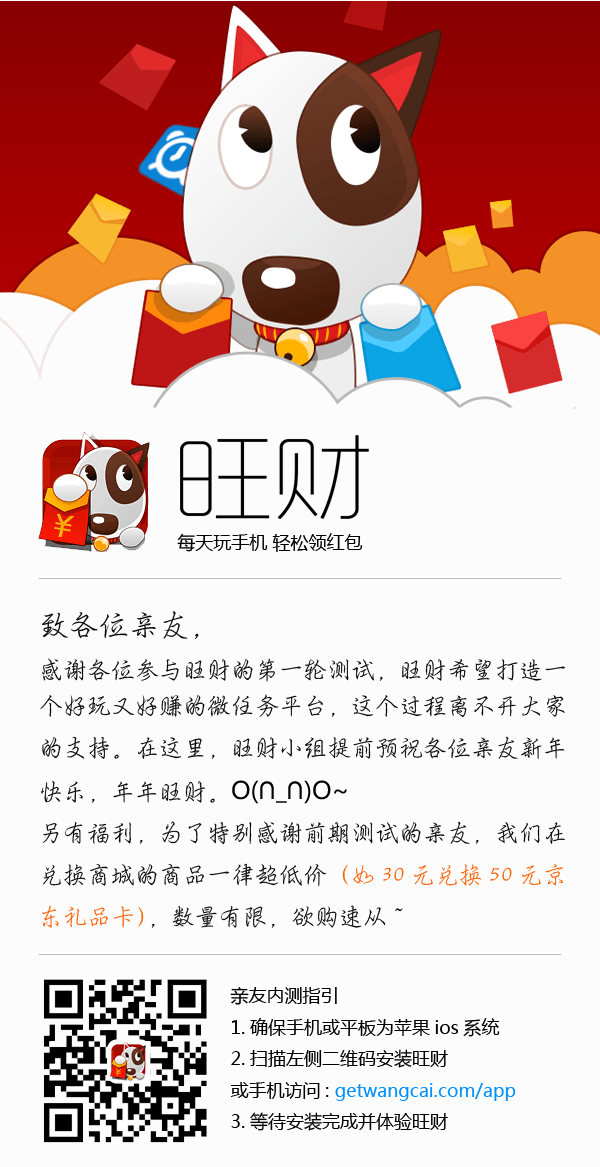 ¥
旺财
每天玩手机 轻松领红包
致各位亲友，
感谢各位参与旺财的第一轮测试，旺财希望打造一
个好玩又好赚的微任务平台，这个过程离不开大家
的支持。在这里，旺财小组提前预祝各位亲友新年
快乐，年年旺财。O(∩_∩)O~
另有福利，为了特别感谢前期测试的亲友，我们在
兑换商城的商品一律超低价（如 30 元兑换 50 元京
东礼品卡），数量有限，欲购速从 ~
亲友内测指引
1. 确保手机或平板为苹果 ios 系统
2. 扫描左侧二维码安装旺财
或手机访问 : getwangcai.com/app
3. 等待安装完成并体验旺财